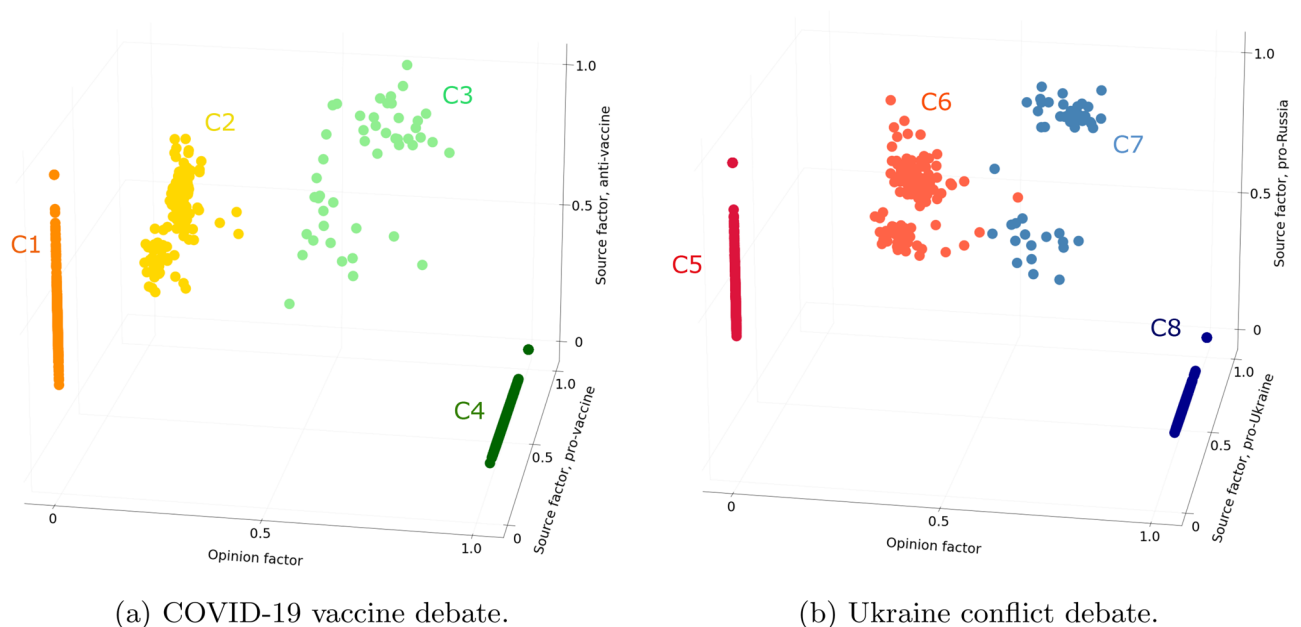 C1
C2
C3
C4
0
0.5
1.0
Opinion factor
0
0.5
1.0
Source factor, pro-vaccine
0
0.5
1.0
Source factor, anti-vaccine
(a) COVID-19 vaccine debate.
C5
C6
C7
C8
0
0.5
1.0
Opinion factor
0
0.5
1.0
Source factor, pro-Ukraine
0
0.5
1.0
Source factor, pro-Russia
(b) Ukraine conflict debate.